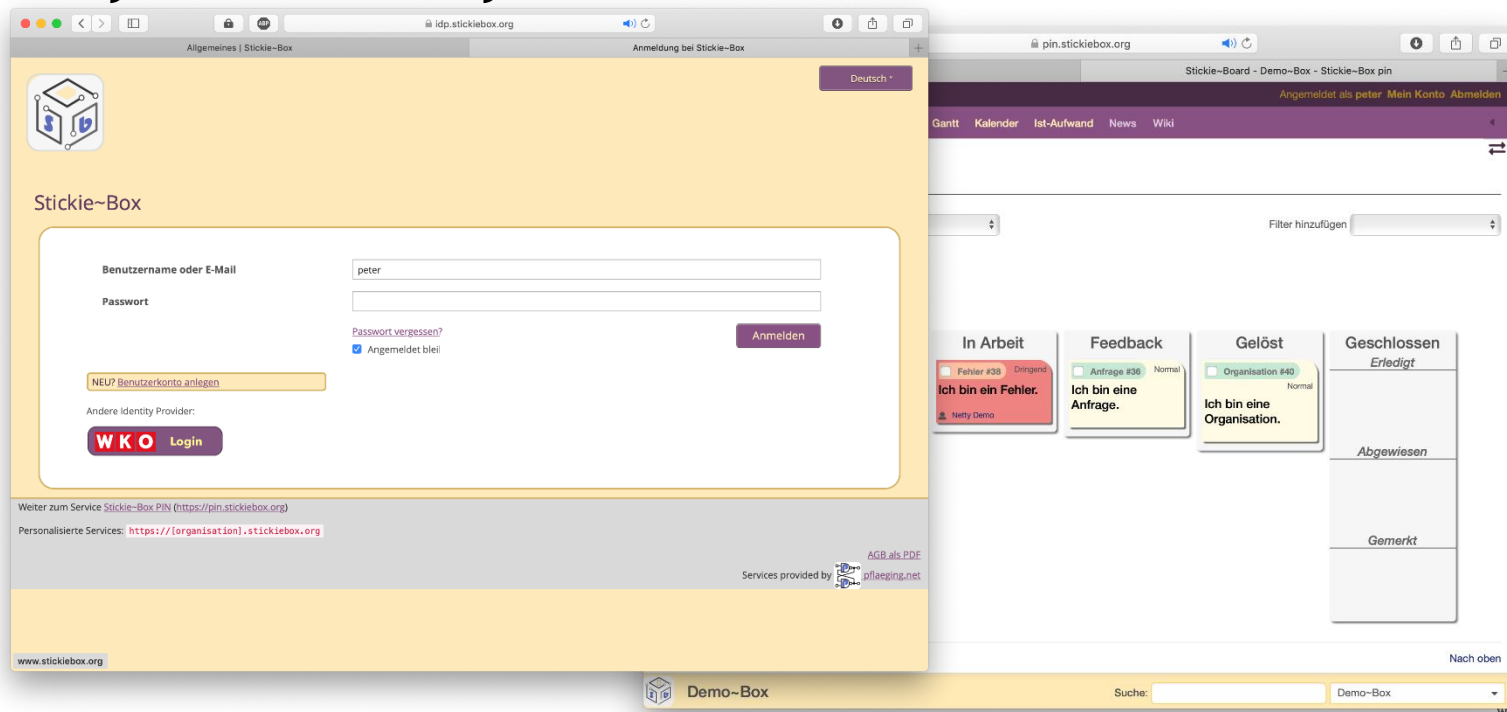 idp.stickiebox.org
Allgemeines | Stickie~Box
Anmeldung bei Stickie~Box
Deutsch
Stickie~Box
Benutzername oder E-Mail
peter
Passwort
Passwort vergessen?
Anmelden
Angemeldet bleil
NEU? Benutzerkonto anlegen
Andere Identity Provider:
WKO Login
Weiter zum Service Stickie~Box PIN (https://pin.stickiebox.org)
Personalisierte Services: https://[organisation].stickiebox.org
AGB als PDF
Services provided by pflaeging.net
www.stickiebox.org
pin.stickiebox.org
Stickie~Board - Demo~Box - Stickie~Box pin
Angemeldet als peter Mein Konto Abmelden
Gantt Kalender Ist-Aufwand News Wiki
Filter hinzufügen
In Arbeit
Fehler #38 Dringend
Ich bin ein Fehler.
Netty Demo
Feedback
Anfrage #36 Normal
Ich bin eine
Anfrage.
Gelöst
Organisation #40
Normal
Ich bin eine
Organisation.
Geschlossen
Erledigt
Abgewiesen
Gemerkt
Nach oben
Demo~Box
Suche:
Demo~Box